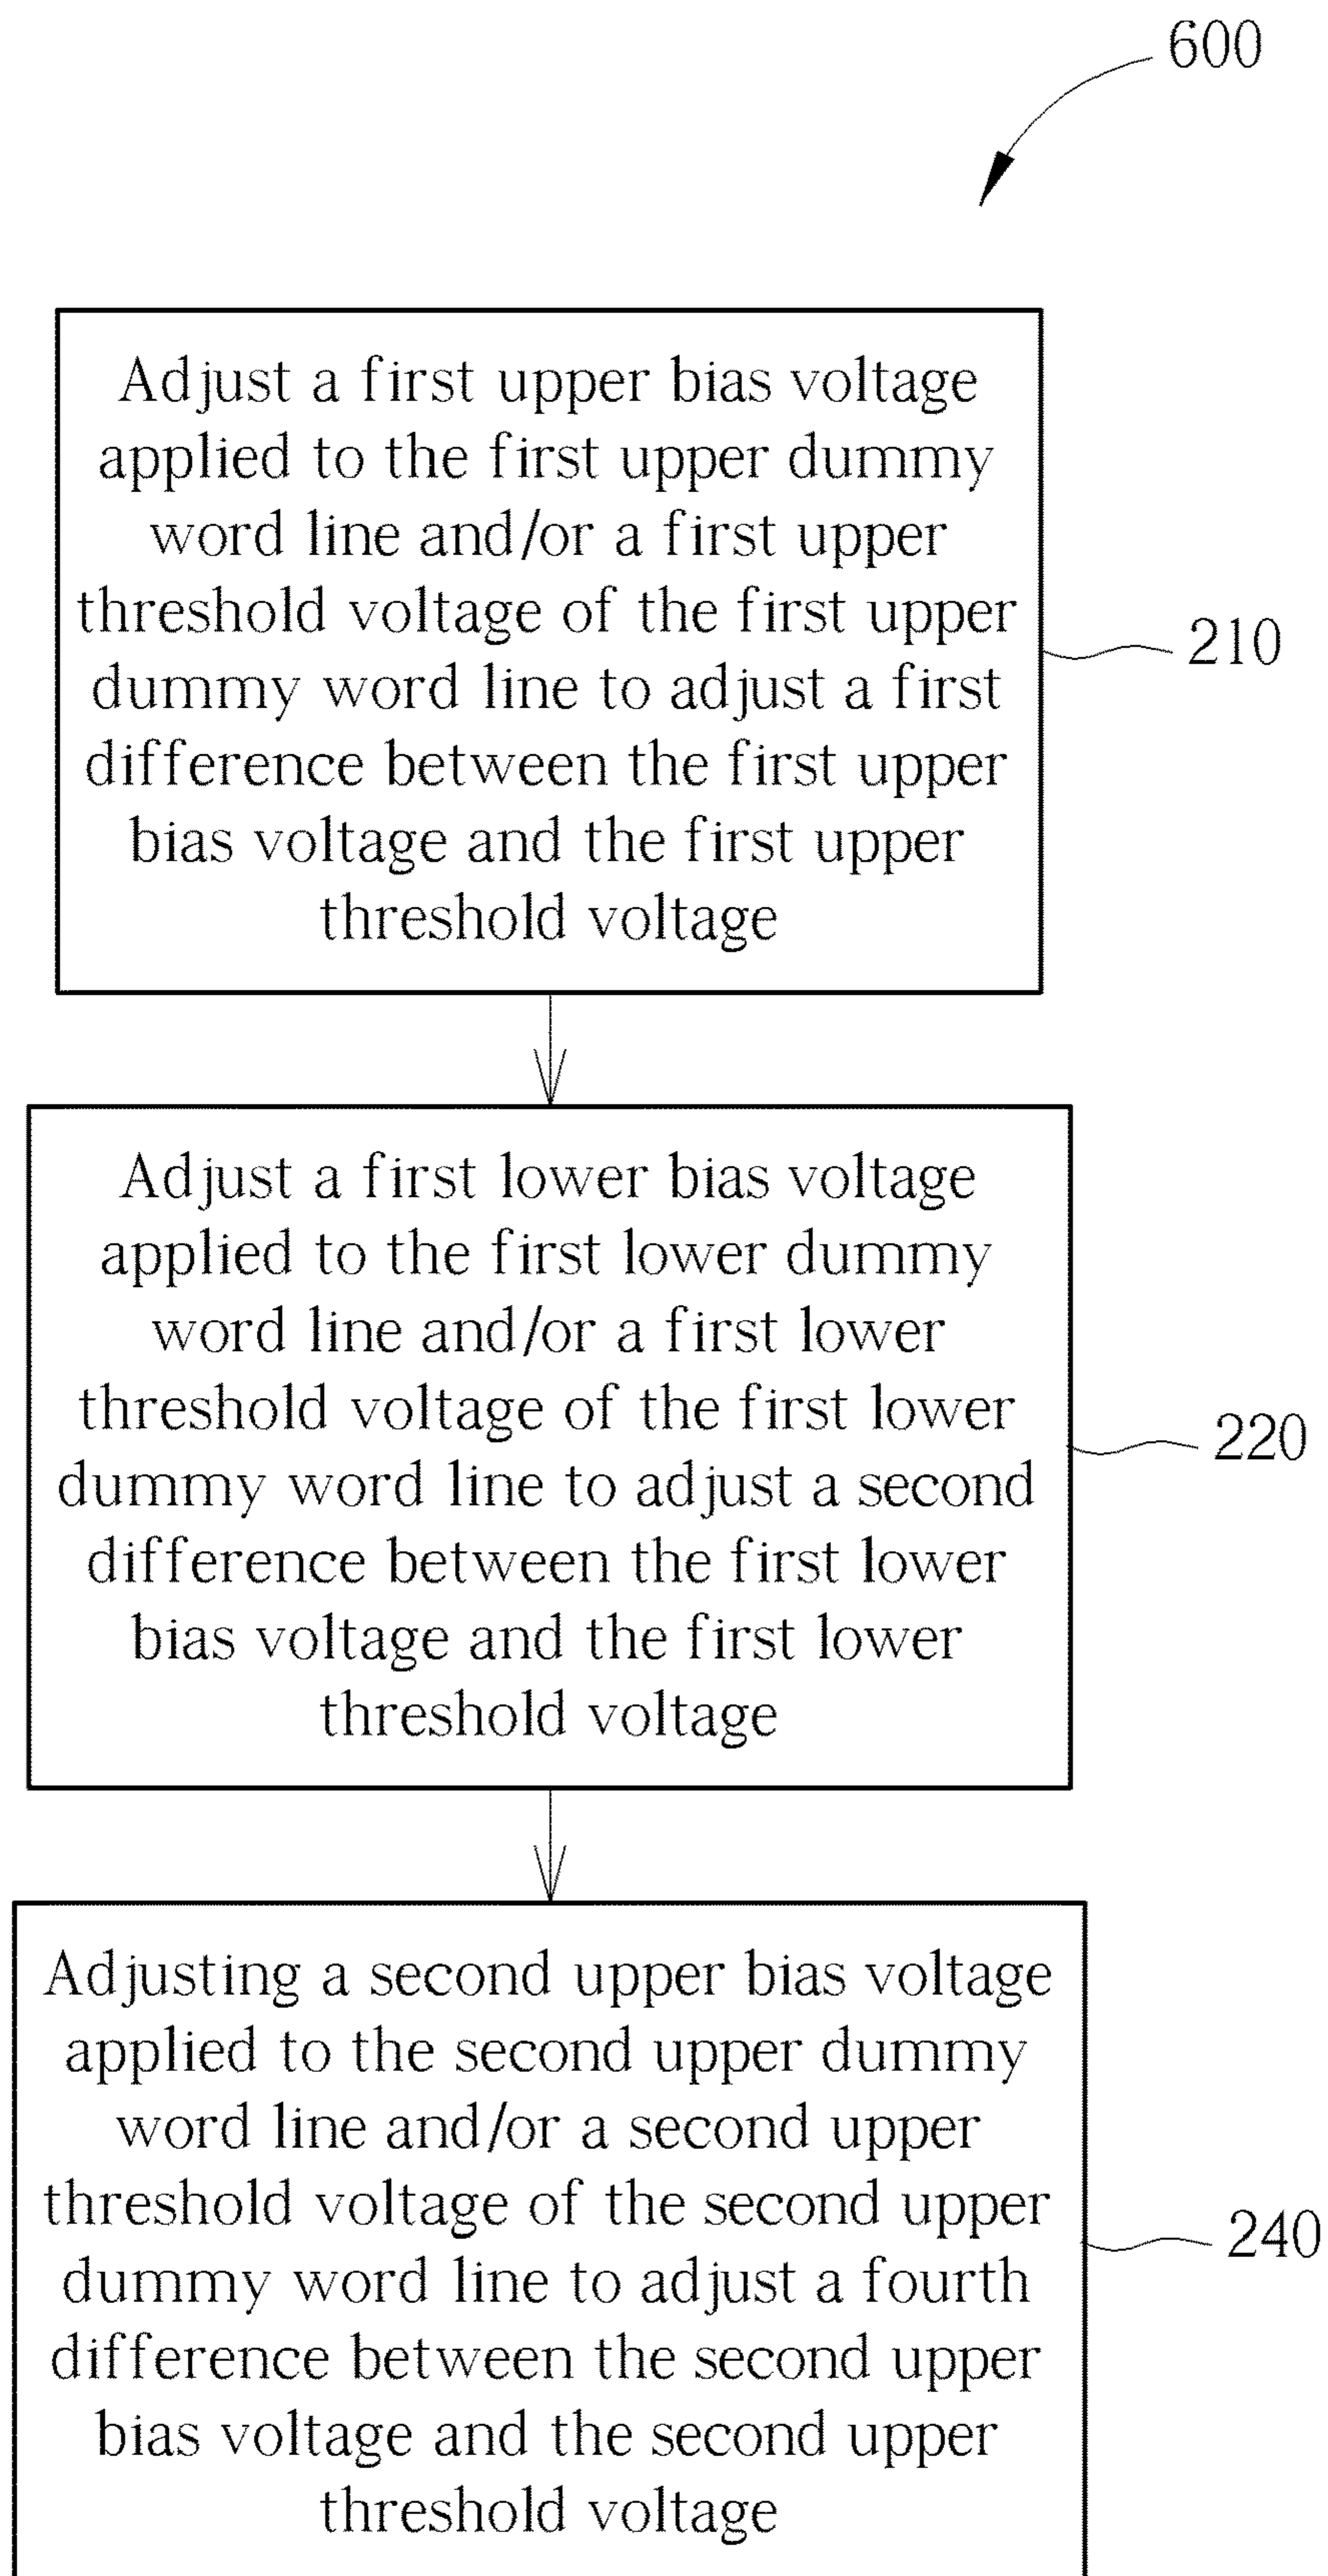 600
Adjust a first upper bias voltage
applied to the first upper dummy
word line and/or a first upper
threshold voltage of the first upper
dummy word line to adjust a first
difference between the first upper
bias voltage and the first upper
threshold voltage
210
Adjust a first lower bias voltage
applied to the first lower dummy
word line and/or a first lower
threshold voltage of the first lower
dummy word line to adjust a second
difference between the first lower
bias voltage and the first lower
threshold voltage
220
Adjusting a second upper bias voltage
applied to the second upper dummy
word line and/or a second upper
threshold voltage of the second upper
dummy word line to adjust a fourth
difference between the second upper
bias voltage and the second upper
threshold voltage
240